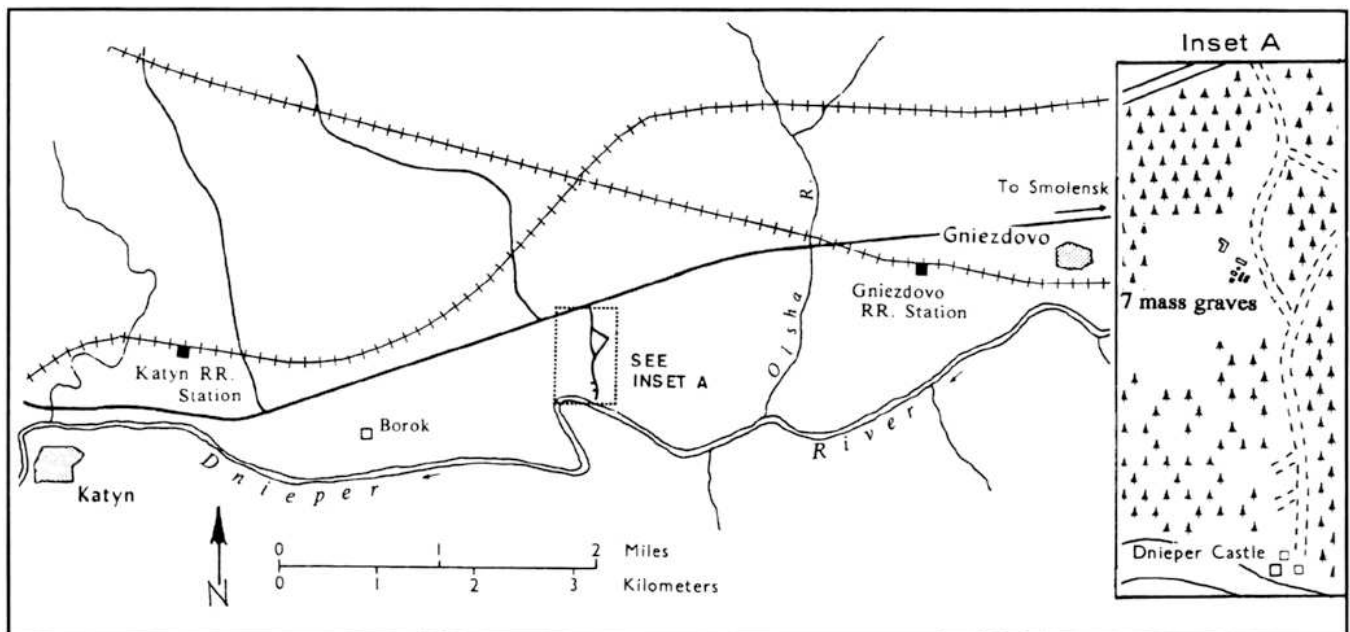 Inset A
To Smolensk
Gniezdovo
Gniezdovo
RR. Station
Olsha R.
7 mass graves
SEE
INSET A
Katyn RR.
Station
Borok
Dnieper River
Katyn
Dnieper Castle
0 1 2 Miles
0 1 2 3 Kilometers
N